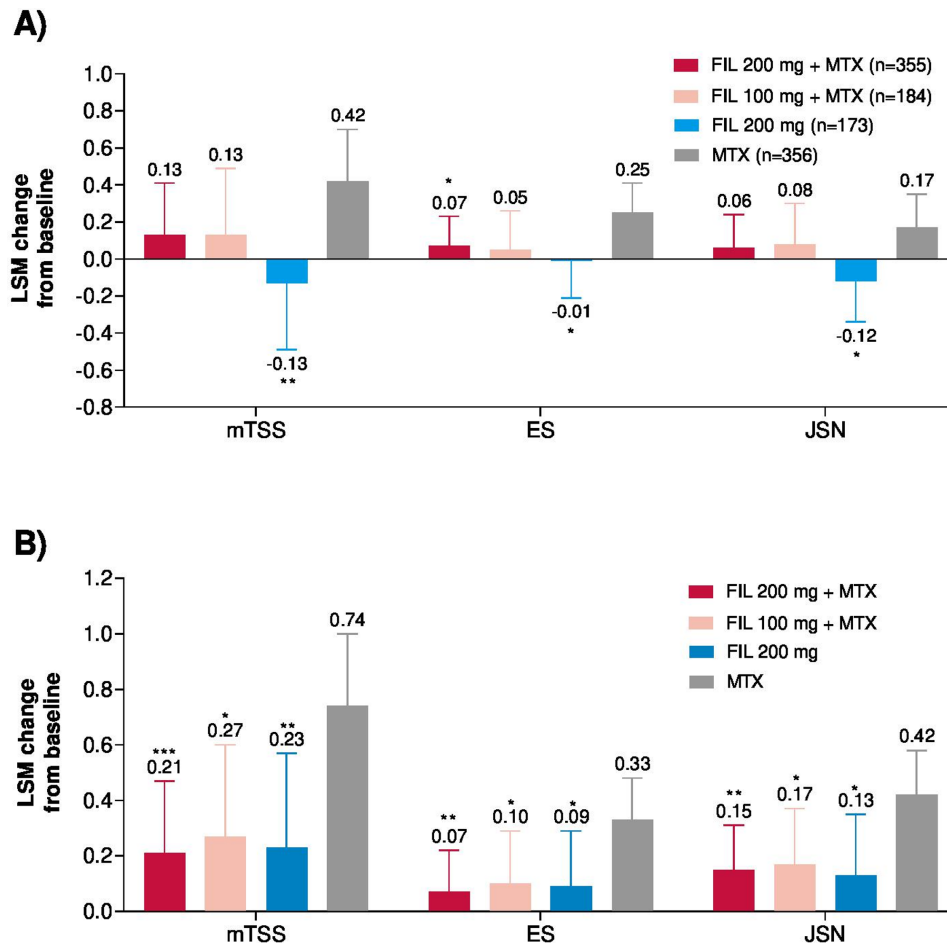 A)
FIL 200 mg + MTX (n=355)
FIL 100 mg + MTX (n=184)
FIL 200 mg (n=173)
MTX (n=356)
LSM change
from baseline
1.0
0.8
0.6
0.4
0.2
0.0
-0.2
-0.4
-0.6
-0.8
0.13
0.13
-0.13
**
0.42
*
0.07
0.05
-0.01
*
0.25
0.06
0.08
-0.12
*
0.17
mTSS
ES
JSN
B)
FIL 200 mg + MTX
FIL 100 mg + MTX
FIL 200 mg
MTX
LSM change
from baseline
1.2
1.0
0.8
0.6
0.4
0.2
0.0
***
0.21
*
0.27
**
0.23
0.74
**
0.07
*
0.10
*
0.09
0.33
**
0.15
*
0.17
*
0.13
0.42
mTSS
ES
JSN